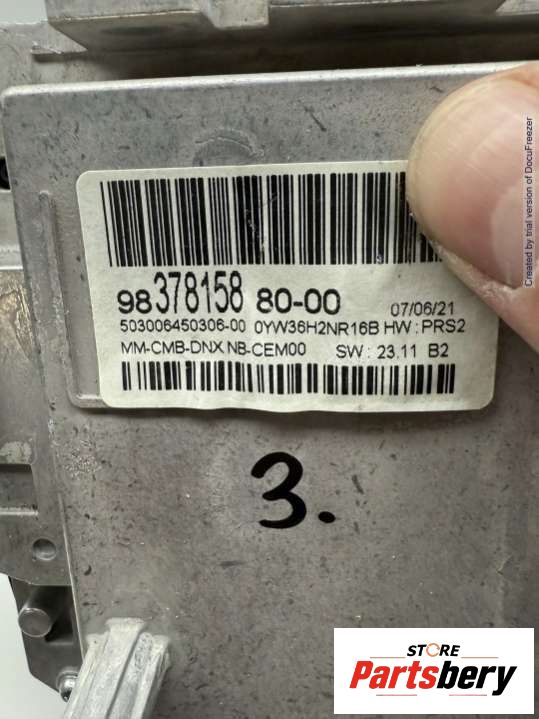 98 378158 80-00 07/06/21
503006450306-00 0YW36H2NR16B HW : PRS2
MM-CMB-DNX NB-CEM00 SW : 23.11 B2
3.
Created by trial version of DocuFreezer
STORE
Partsbery